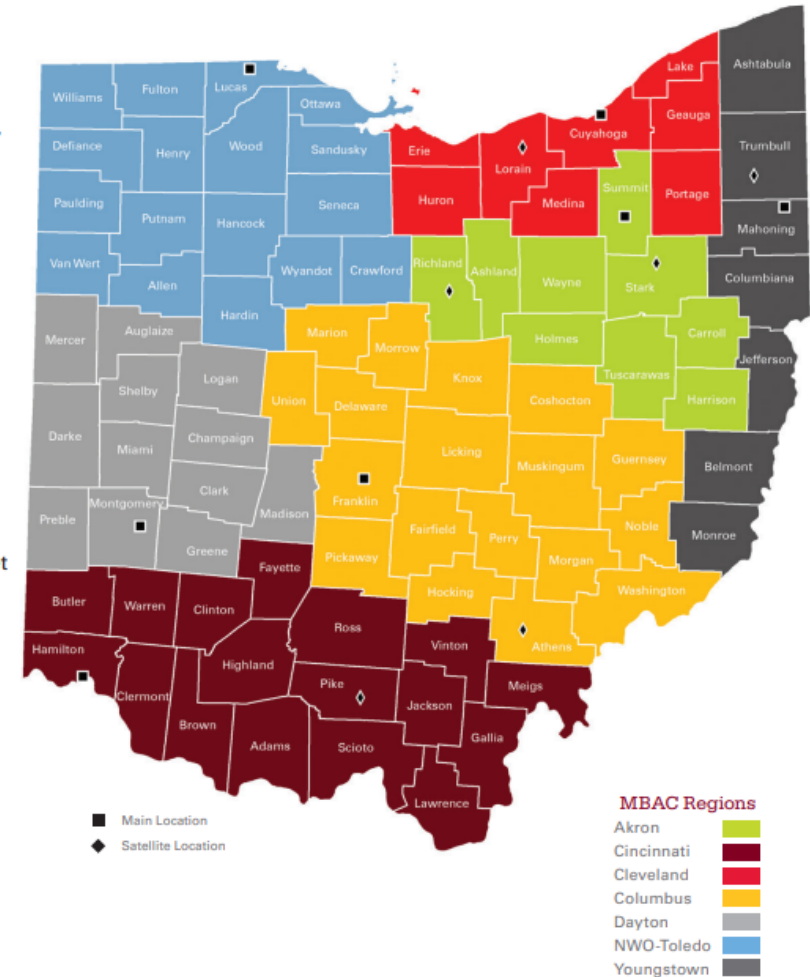 Lake
Ashtabula
Williams
Fulton
Lucas
Ottawa
Geauga
Cuyahoga
Defiance
Henry
Wood
Sandusky
Erie
Lorain
Trumbull
Summit
Portage
Paulding
Putnam
Hancock
Seneca
Huron
Medina
Mahoning
Van Wert
Allen
Wyandot
Crawford
Richland
Ashland
Wayne
Stark
Columbiana
Hardin
Mercer
Auglaize
Marion
Morrow
Holmes
Carroll
Jefferson
Shelby
Logan
Knox
Tuscarawas
Union
Delaware
Coshocton
Harrison
Darke
Miami
Champaign
Licking
Muskingum
Guernsey
Belmont
Clark
Franklin
Preble
Montgomery
Madison
Fairfield
Perry
Noble
Monroe
Greene
Pickaway
Morgan
t
Fayette
Hocking
Washington
Butler
Warren
Clinton
Ross
Vinton
Athens
Hamilton
Highland
Pike
Jackson
Meigs
Clermont
Brown
Adams
Scioto
Gallia
Lawrence
Main Location
Satellite Location
MBAC Regions
Akron
Cincinnati
Cleveland
Columbus
Dayton
NWO-Toledo
Youngstown